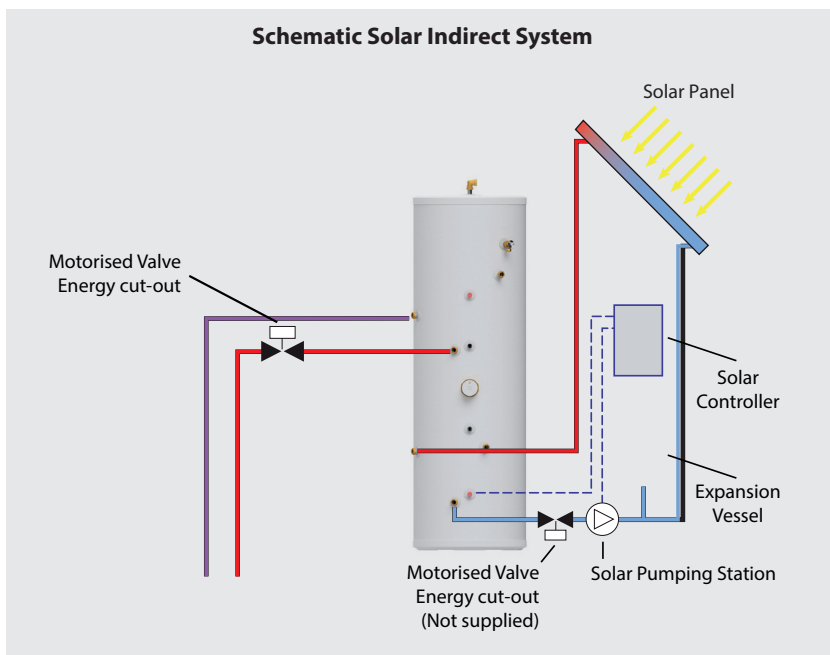 Schematic Solar Indirect System
Solar Panel
Motorised Valve
Energy cut-out
Solar
Controller
Expansion
Vessel
Motorised Valve
Energy cut-out
(Not supplied)
Solar Pumping Station